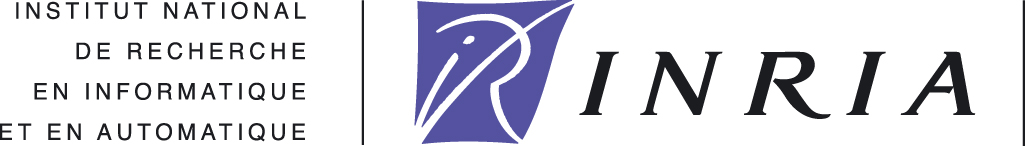 INSTITUT NATIONAL
DE RECHERCHE
EN INFORMATIQUE
ET EN AUTOMATIQUE
INRIA